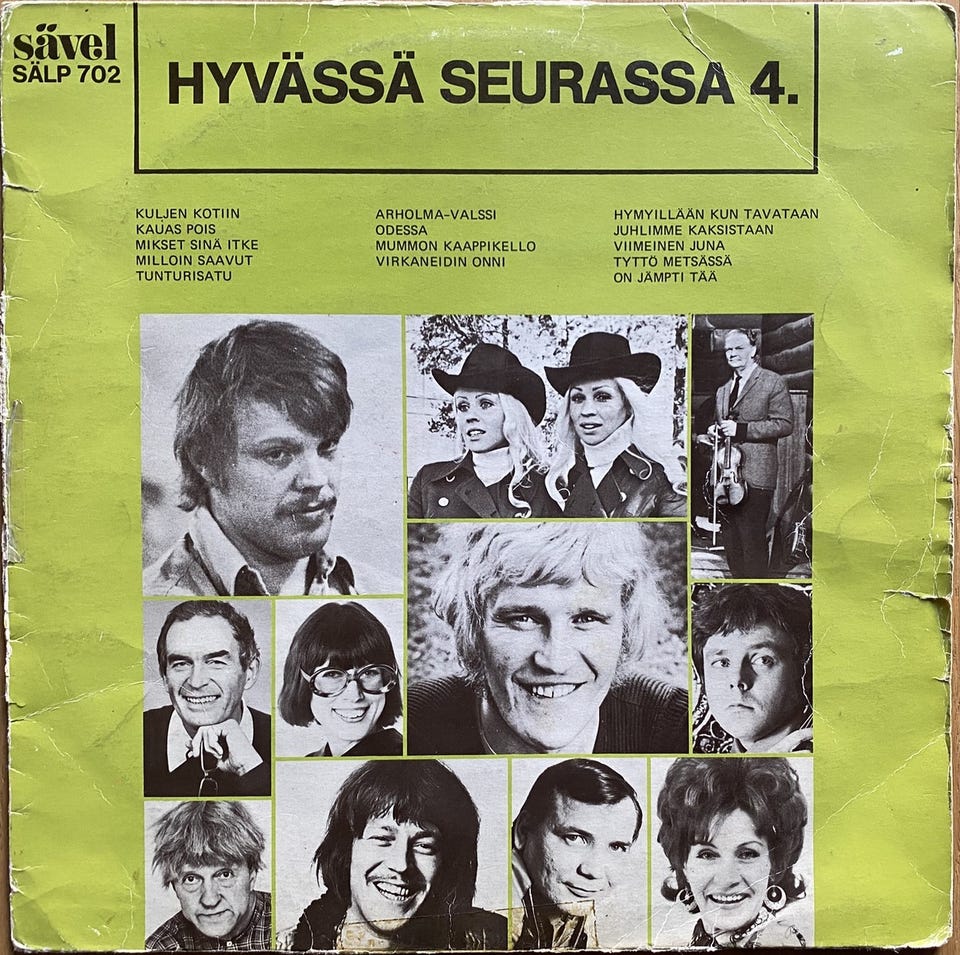 sävel
SÄLP 702
HYVÄSSÄ SEURASSA 4.
KULJEN KOTIIN
KAUAS POIS
MIKSET SINÄ ITKE
MILLOIN SAAVUT
TUNTURISATU
ARHOLMA-VALSSI
ODESSA
MUMMON KAAPPIKELLO
VIRKANEIDIN ONNI
HYMYILLÄÄN KUN TAVATAAN
JUHLIMME KAKSISTAAN
VIIMEINEN JUNA
TYTTÖ METSÄSSÄ
ON JÄMPTI TÄÄ